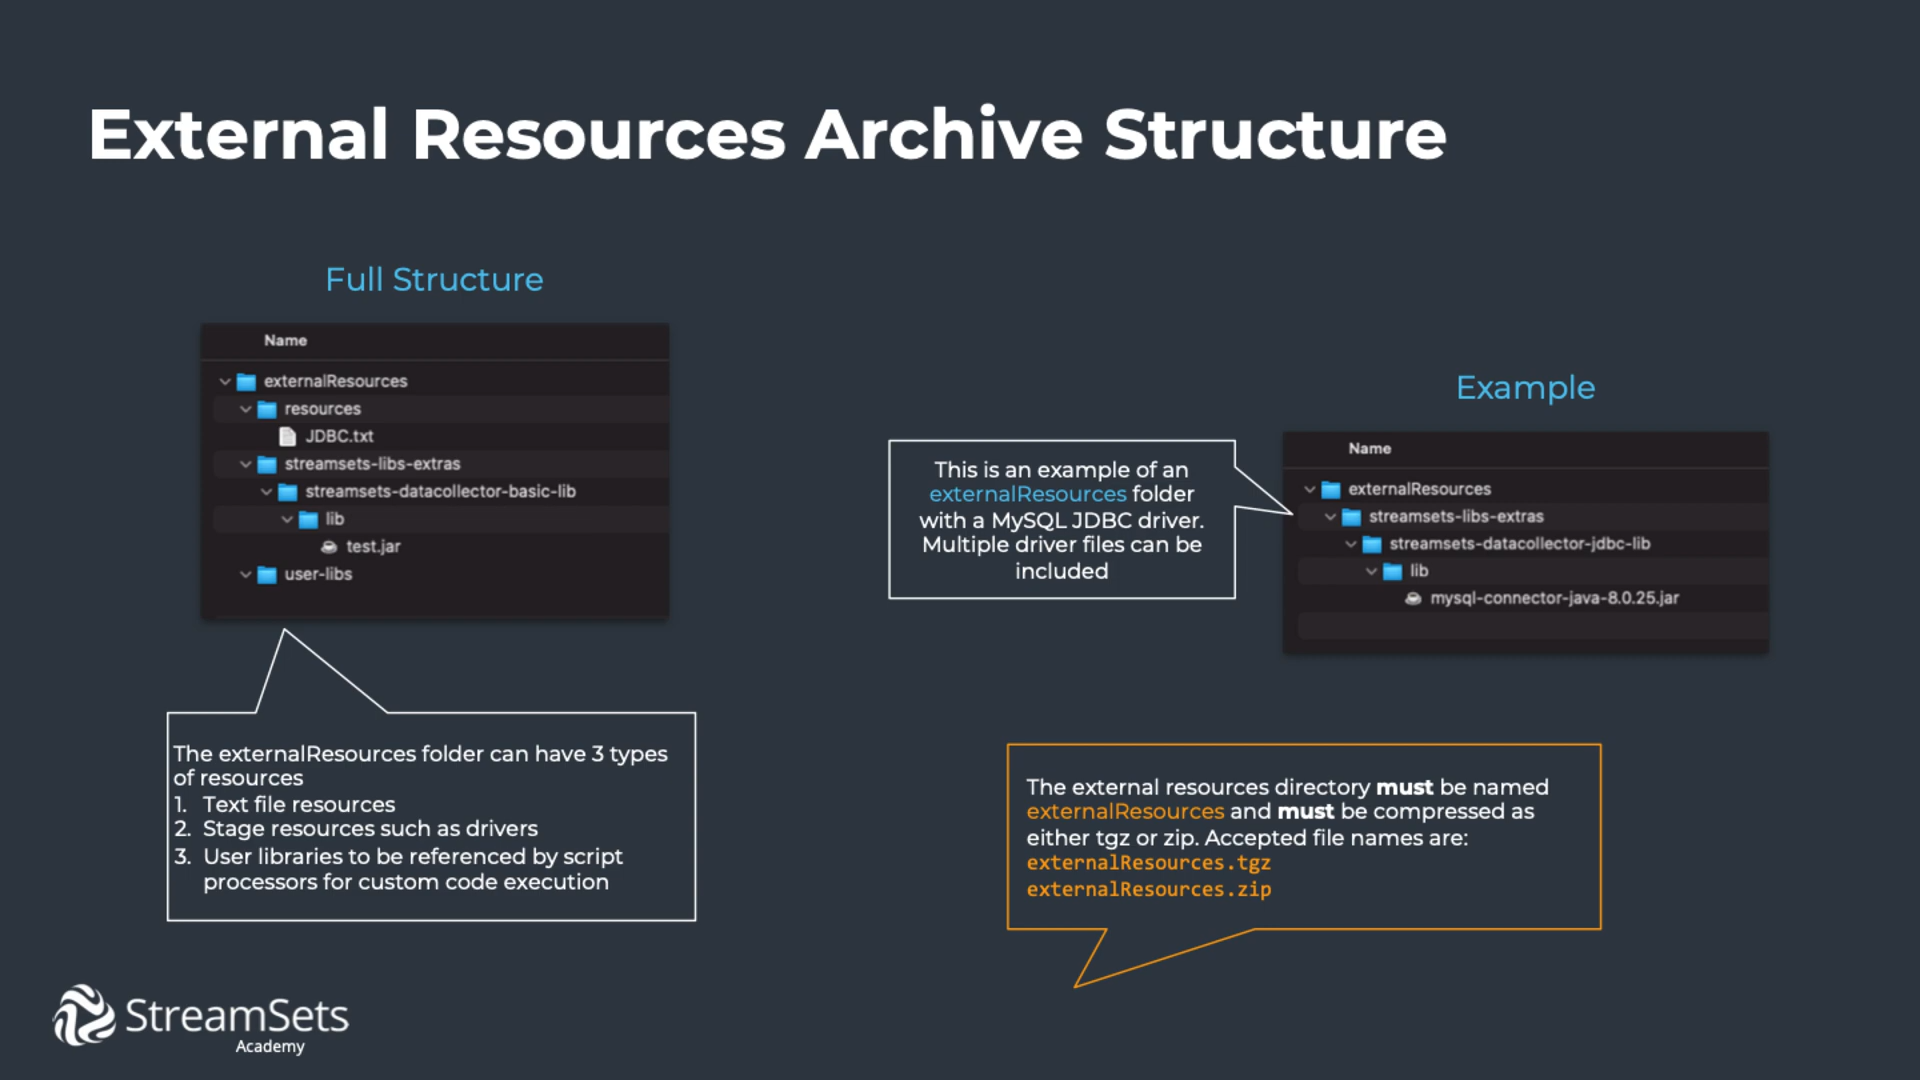 External Resources Archive Structure
Full Structure
Name
externalResources
resources
JDBC.txt
streamsets-libs-extras
streamsets-datacollector-basic-lib
lib
test.jar
user-libs
The externalResources folder can have 3 types
of resources
1. Text file resources
2. Stage resources such as drivers
3. User libraries to be referenced by script
processors for custom code execution
This is an example of an
externalResources folder
with a MySQL JDBC driver.
Multiple driver files can be
included
Example
Name
externalResources
streamsets-libs-extras
streamsets-datacollector-jdbc-lib
lib
mysql-connector-java-8.0.25.jar
The external resources directory must be named
externalResources and must be compressed as
either tgz or zip. Accepted file names are:
externalResources.tgz
externalResources.zip
StreamSets
Academy